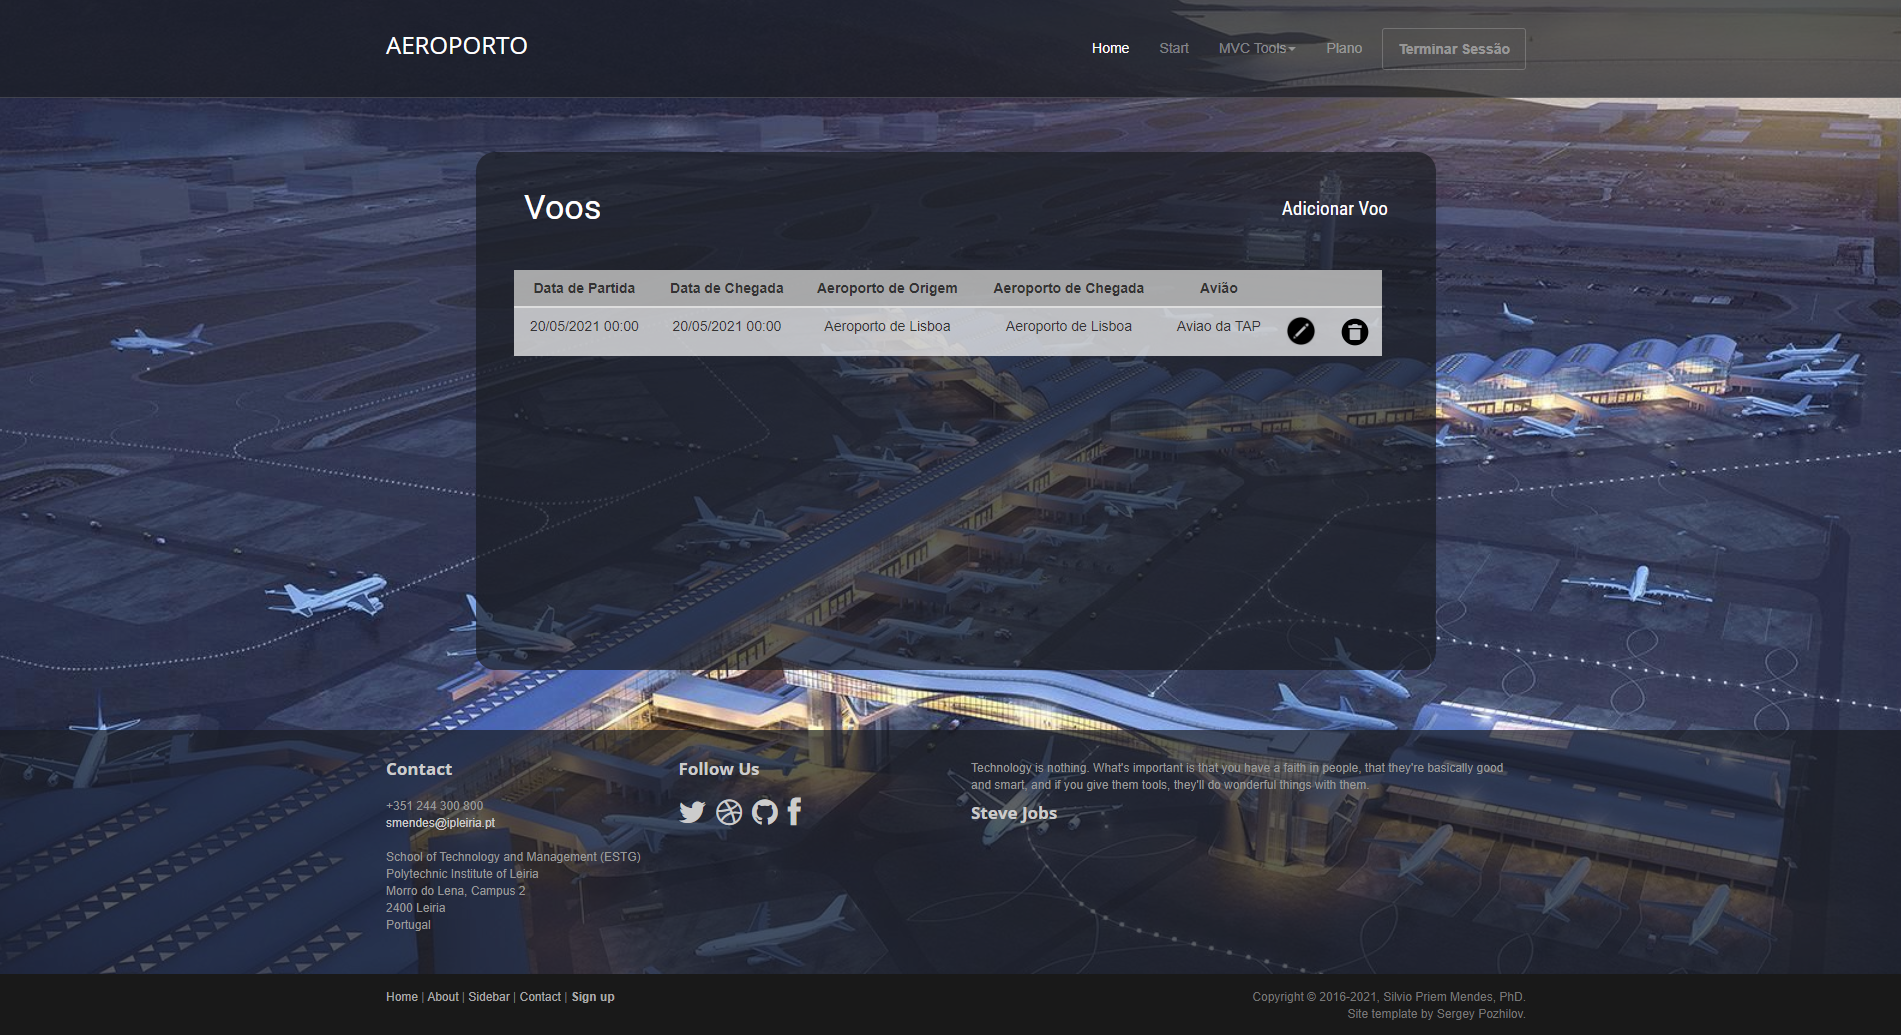 AEROPORTO
Home Start MVC Tools Plano Terminar Sessão
Voos
Adicionar Voo
Data de Partida Data de Chegada Aeroporto de Origem Aeroporto de Chegada Avião
20/05/2021 00:00 20/05/2021 00:00 Aeroporto de Lisboa Aeroporto de Lisboa Aviao da TAP
Contact
+351 244 300 800
smendes@ipleiria.pt
School of Technology and Management (ESTG)
Polytechnic Institute of Leiria
Morro do Lena, Campus 2
2400 Leiria
Portugal
Follow Us
Technology is nothing. What's important is that you have a faith in people, that they're basically good
and smart, and if you give them tools, they'll do wonderful things with them.
Steve Jobs
Home | About | Sidebar | Contact | Sign up
Copyright © 2016-2021, Silvio Priem Mendes, PhD.
Site template by Sergey Pozhilov.